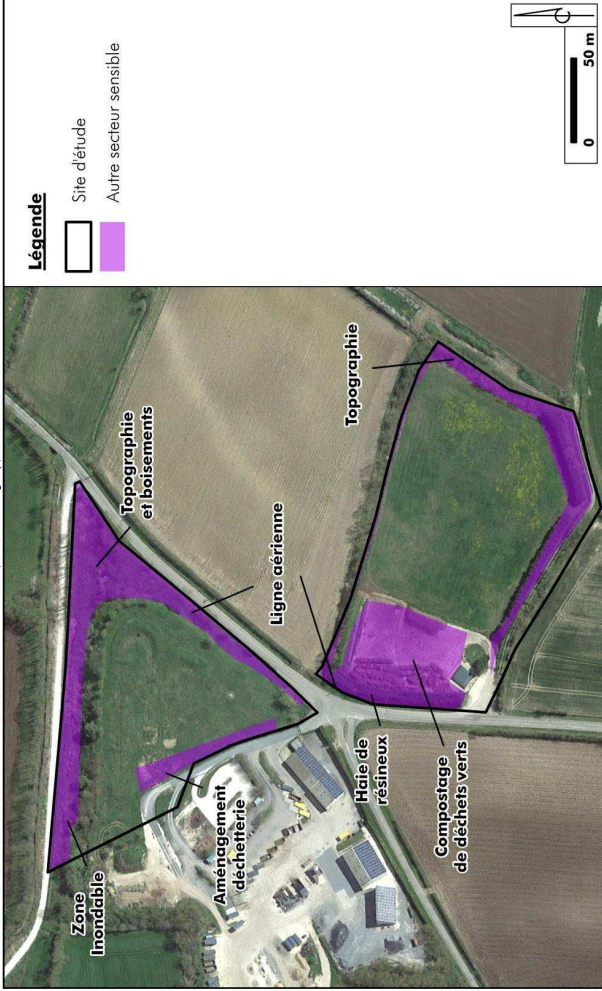 Légende
Site d'étude
Autre secteur sensible
0
50 m
Topographie
et boisements
Ligne aérienne
Topographie
Zone
Inondable
Aménagement
déchetterie
Haie de
résineux
Compostage
de déchets verts